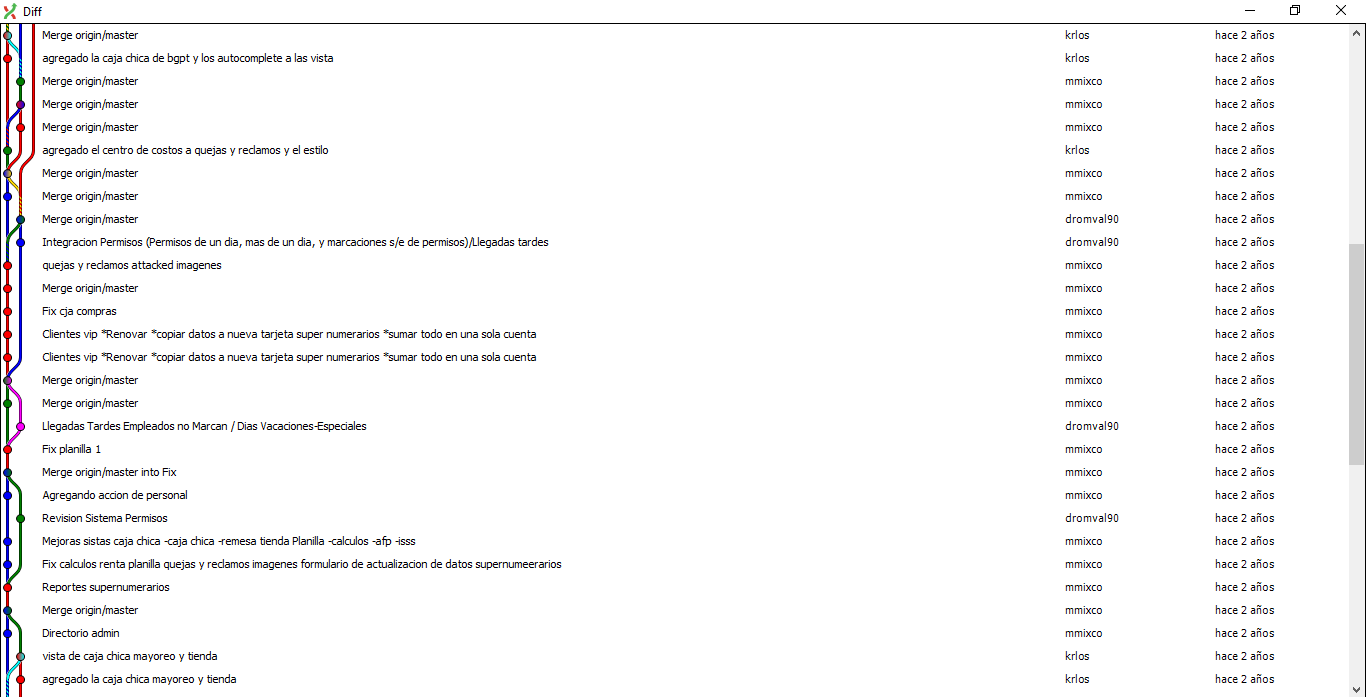 Diff
Merge origin/master krlos hace 2 años
agregado la caja chica de bgpt y los autocomplete a las vista krlos hace 2 años
Merge origin/master mmixco hace 2 años
Merge origin/master mmixco hace 2 años
Merge origin/master mmixco hace 2 años
agregado el centro de costos a quejas y reclamos y el estilo krlos hace 2 años
Merge origin/master mmixco hace 2 años
Merge origin/master mmixco hace 2 años
Merge origin/master dromval90 hace 2 años
Integracion Permisos (Permisos de un dia, mas de un dia, y marcaciones s/e de permisos)/Llegadas tardes dromval90 hace 2 años
quejas y reclamos attacked imagenes mmixco hace 2 años
Merge origin/master mmixco hace 2 años
Fix cja compras mmixco hace 2 años
Clientes vip *Renovar *copiar datos a nueva tarjeta super numerarios *sumar todo en una sola cuenta mmixco hace 2 años
Clientes vip *Renovar *copiar datos a nueva tarjeta super numerarios *sumar todo en una sola cuenta mmixco hace 2 años
Merge origin/master mmixco hace 2 años
Merge origin/master mmixco hace 2 años
Llegadas Tardes Empleados no Marcan / Dias Vacaciones-Especiales dromval90 hace 2 años
Fix planilla 1 mmixco hace 2 años
Merge origin/master into Fix mmixco hace 2 años
Agregando accion de personal mmixco hace 2 años
Revision Sistema Permisos dromval90 hace 2 años
Mejoras sistas caja chica -caja chica -remesa tienda Planilla -calculos -afp -isss mmixco hace 2 años
Fix calculos renta planilla quejas y reclamos imagenes formulario de actualizacion de datos supernumeerarios mmixco hace 2 años
Reportes supernumerarios mmixco hace 2 años
Merge origin/master mmixco hace 2 años
Directorio admin mmixco hace 2 años
vista de caja chica mayoreo y tienda krlos hace 2 años
agregado la caja chica mayoreo y tienda krlos hace 2 años